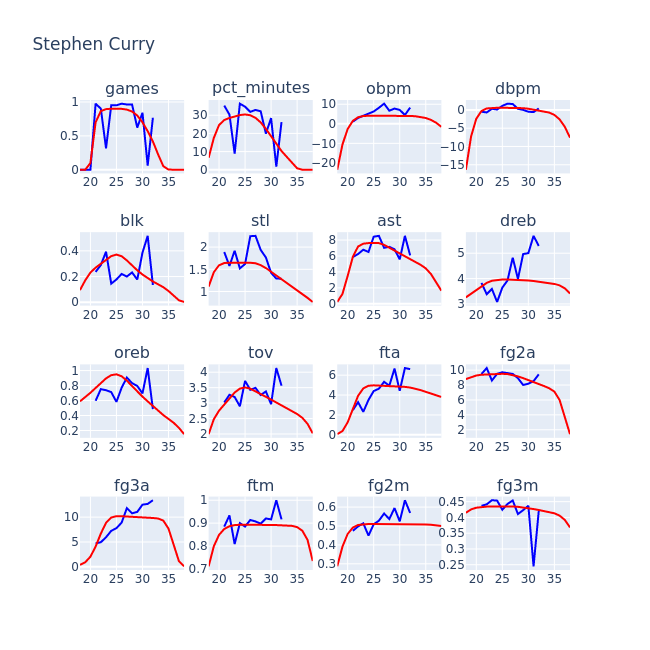 Stephen Curry
games
pct_minutes
obpm
dbpm
1
0.5
0
20 25 30 35
30
20
10
0
20 25 30 35
10
0
−10
−20
20 25 30 35
0
−5
−10
−15
20 25 30 35
blk
stl
ast
dreb
0.4
0.2
0
20 25 30 35
2
1.5
1
20 25 30 35
8
6
4
2
0
20 25 30 35
5
4
3
20 25 30 35
oreb
tov
fta
fg2a
1
0.8
0.6
0.4
0.2
20 25 30 35
4
3.5
3
2.5
2
20 25 30 35
6
4
2
0
20 25 30 35
10
8
6
4
2
20 25 30 35
fg3a
ftm
fg2m
fg3m
10
5
0
20 25 30 35
1
0.9
0.8
0.7
20 25 30 35
0.6
0.5
0.4
0.3
20 25 30 35
0.45
0.4
0.35
0.3
0.25
20 25 30 35